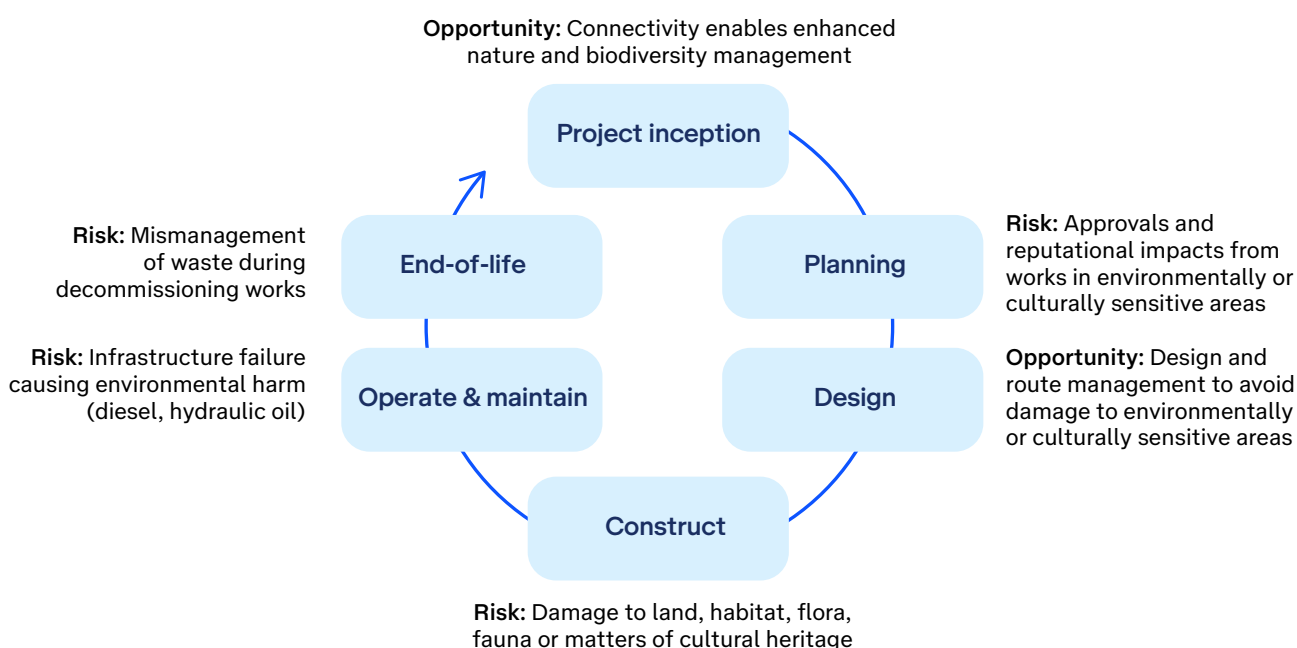 Opportunity: Connectivity enables enhanced
nature and biodiversity management
Project inception
Planning
Risk: Approvals and
reputational impacts from
works in environmentally or
culturally sensitive areas
Design
Opportunity: Design and
route management to avoid
damage to environmentally
or culturally sensitive areas
Construct
Risk: Damage to land, habitat, flora,
fauna or matters of cultural heritage
Operate & maintain
Risk: Infrastructure failure
causing environmental harm
(diesel, hydraulic oil)
End-of-life
Risk: Mismanagement
of waste during
decommissioning works